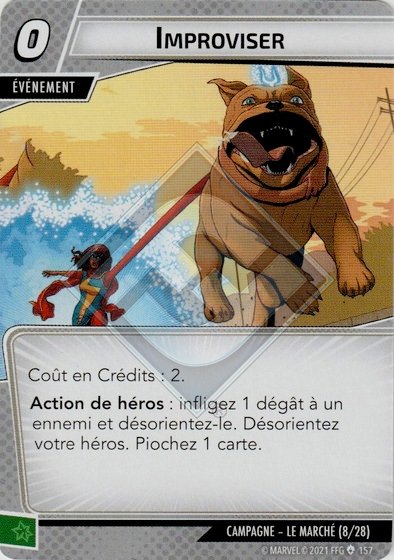 0
IMPROVISER
ÉVÉNEMENT
Coût en Crédits : 2.
Action de héros : infligez 1 dégât à un
ennemi et désorientez-le. Désorientez
votre héros. Piochez 1 carte.
CAMPAGNE – LE MARCHÉ (8/28)
© MARVEL © 2021 FFG 157